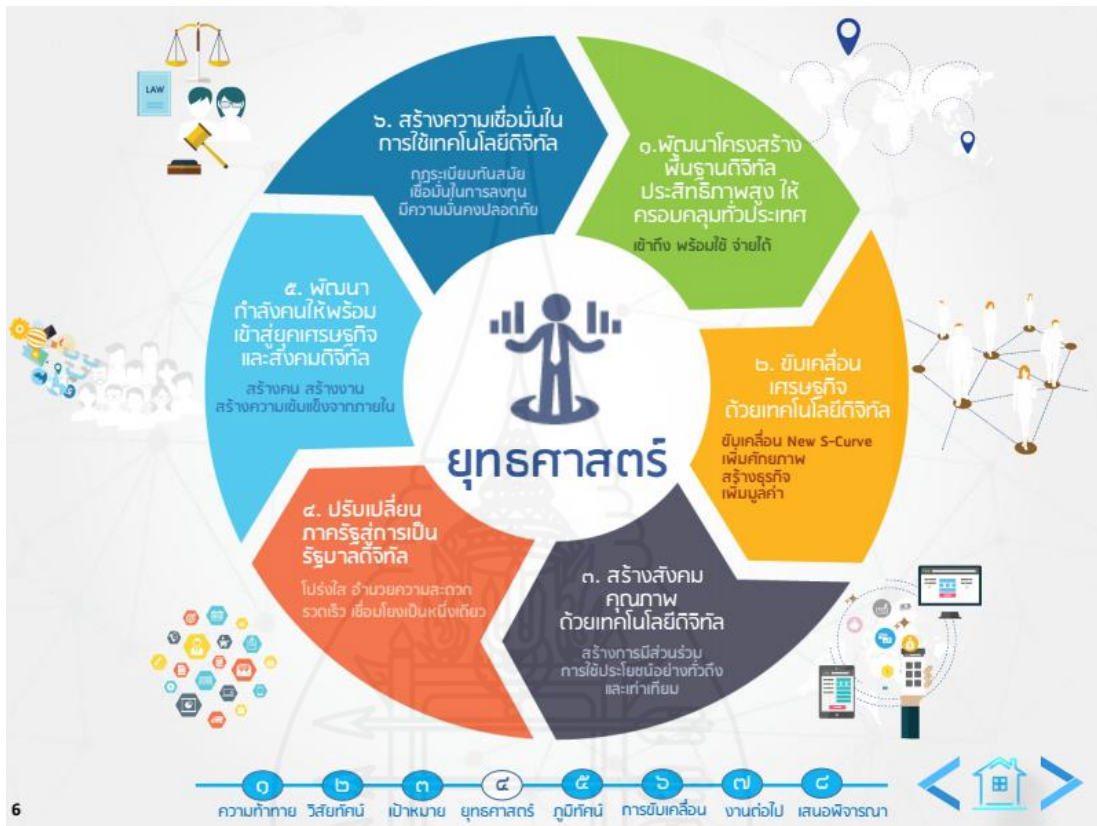 LAW
๖. สร้างความเชื่อมั่นใน
การใช้เทคโนโลยีดิจิทัล
กฎระเบียบทันสมัย
เชื่อมั่นในการลงทุน
มีความมั่นคงปลอดภัย
๑.พัฒนาโครงสร้าง
พื้นฐานดิจิทัล
ประสิทธิภาพสูง ให้
ครอบคลุมทั่วประเทศ
เข้าถึง พร้อมใช้ จ่ายได้
๕. พัฒนา
กำลังคนให้พร้อม
เข้าสู่ยุคเศรษฐกิจ
และสังคมดิจิทัล
สร้างคน สร้างงาน
สร้างความเข้มแข็งจากภายใน
๒. ขับเคลื่อน
เศรษฐกิจ
ด้วยเทคโนโลยีดิจิทัล
ขับเคลื่อน New S-Curve
เพิ่มศักยภาพ
สร้างธุรกิจ
เพิ่มมูลค่า
ยุทธศาสตร์
๔. ปรับเปลี่ยน
ภาครัฐสู่การเป็น
รัฐบาลดิจิทัล
โปร่งใส อำนวยความสะดวก
รวดเร็ว เชื่อมโยงเป็นหนึ่งเดียว
๓. สร้างสังคม
คุณภาพ
ด้วยเทคโนโลยีดิจิทัล
สร้างการมีส่วนร่วม
การใช้ประโยชน์อย่างทั่วถึง
และเท่าเทียม
๑ ๒ ๓ ๔ ๕ ๖ ๗ ๘
ความท้าทาย วิสัยทัศน์ เป้าหมาย ยุทธศาสตร์ ภูมิทัศน์ การขับเคลื่อน งานต่อไป เสนอพิจารณา
6